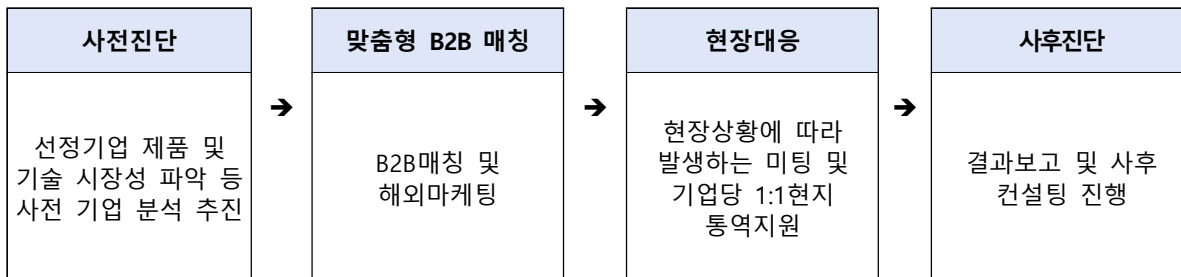 사전진단
선정기업 제품 및
기술 시장성 파악 등
사전 기업 분석 추진
➔
맞춤형 B2B 매칭
B2B매칭 및
해외마케팅
➔
현장대응
현장상황에 따라
발생하는 미팅 및
기업당 1:1현지
통역지원
➔
사후진단
결과보고 및 사후
컨설팅 진행